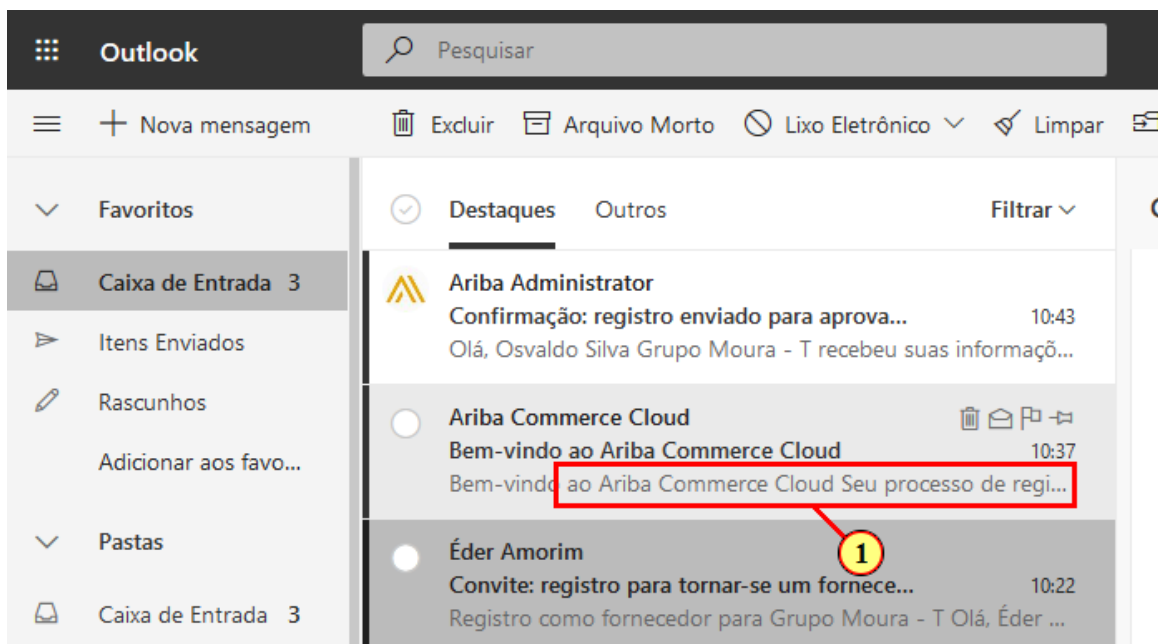 Outlook
Pesquisar
Nova mensagem
Excluir
Arquivo Morto
Lixo Eletrônico
Limpar
Favoritos
Destaques
Outros
Filtrar
Caixa de Entrada 3
Itens Enviados
Rascunhos
Adicionar aos favo...
Pastas
Caixa de Entrada 3
Ariba Administrator
Confirmação: registro enviado para aprova... 10:43
Olá, Osvaldo Silva Grupo Moura - T recebeu suas informaçõ...
Ariba Commerce Cloud
Bem-vindo ao Ariba Commerce Cloud 10:37
Bem-vindo ao Ariba Commerce Cloud Seu processo de regi...
1
Éder Amorim
Convite: registro para tornar-se um fornece... 10:22
Registro como fornecedor para Grupo Moura - T Olá, Éder ...